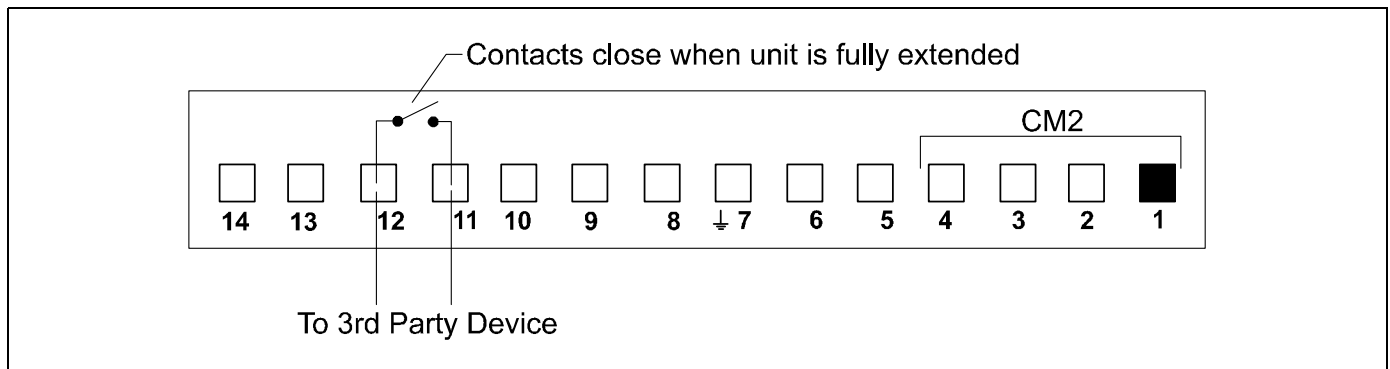 Contacts close when unit is fully extended
CM2
14 13 12 11 10 9 8 ⏚ 7 6 5 4 3 2 1
To 3rd Party Device